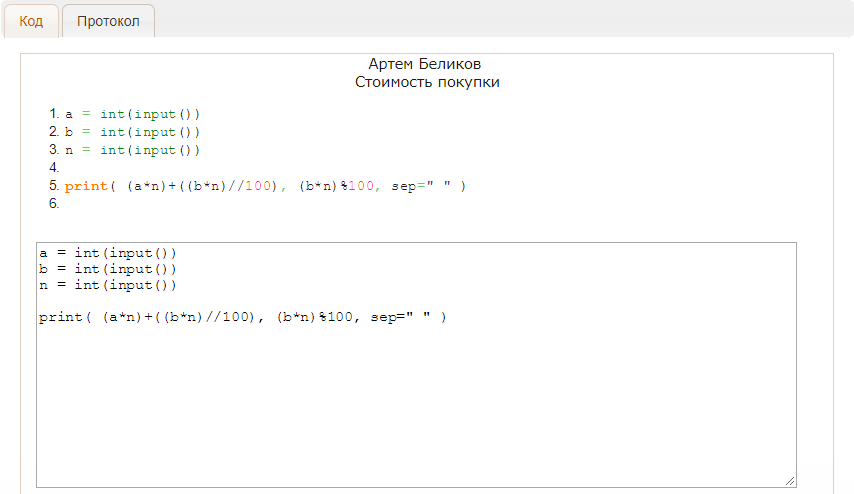 Код Протокол
Артем Беликов
Стоимость покупки
1. a = int(input())
2. b = int(input())
3. n = int(input())
4.
5. print( (a*n)+((b*n)//100), (b*n)%100, sep=" " )
6.
a = int(input())
b = int(input())
n = int(input())
print( (a*n)+((b*n)//100), (b*n)%100, sep=" " )